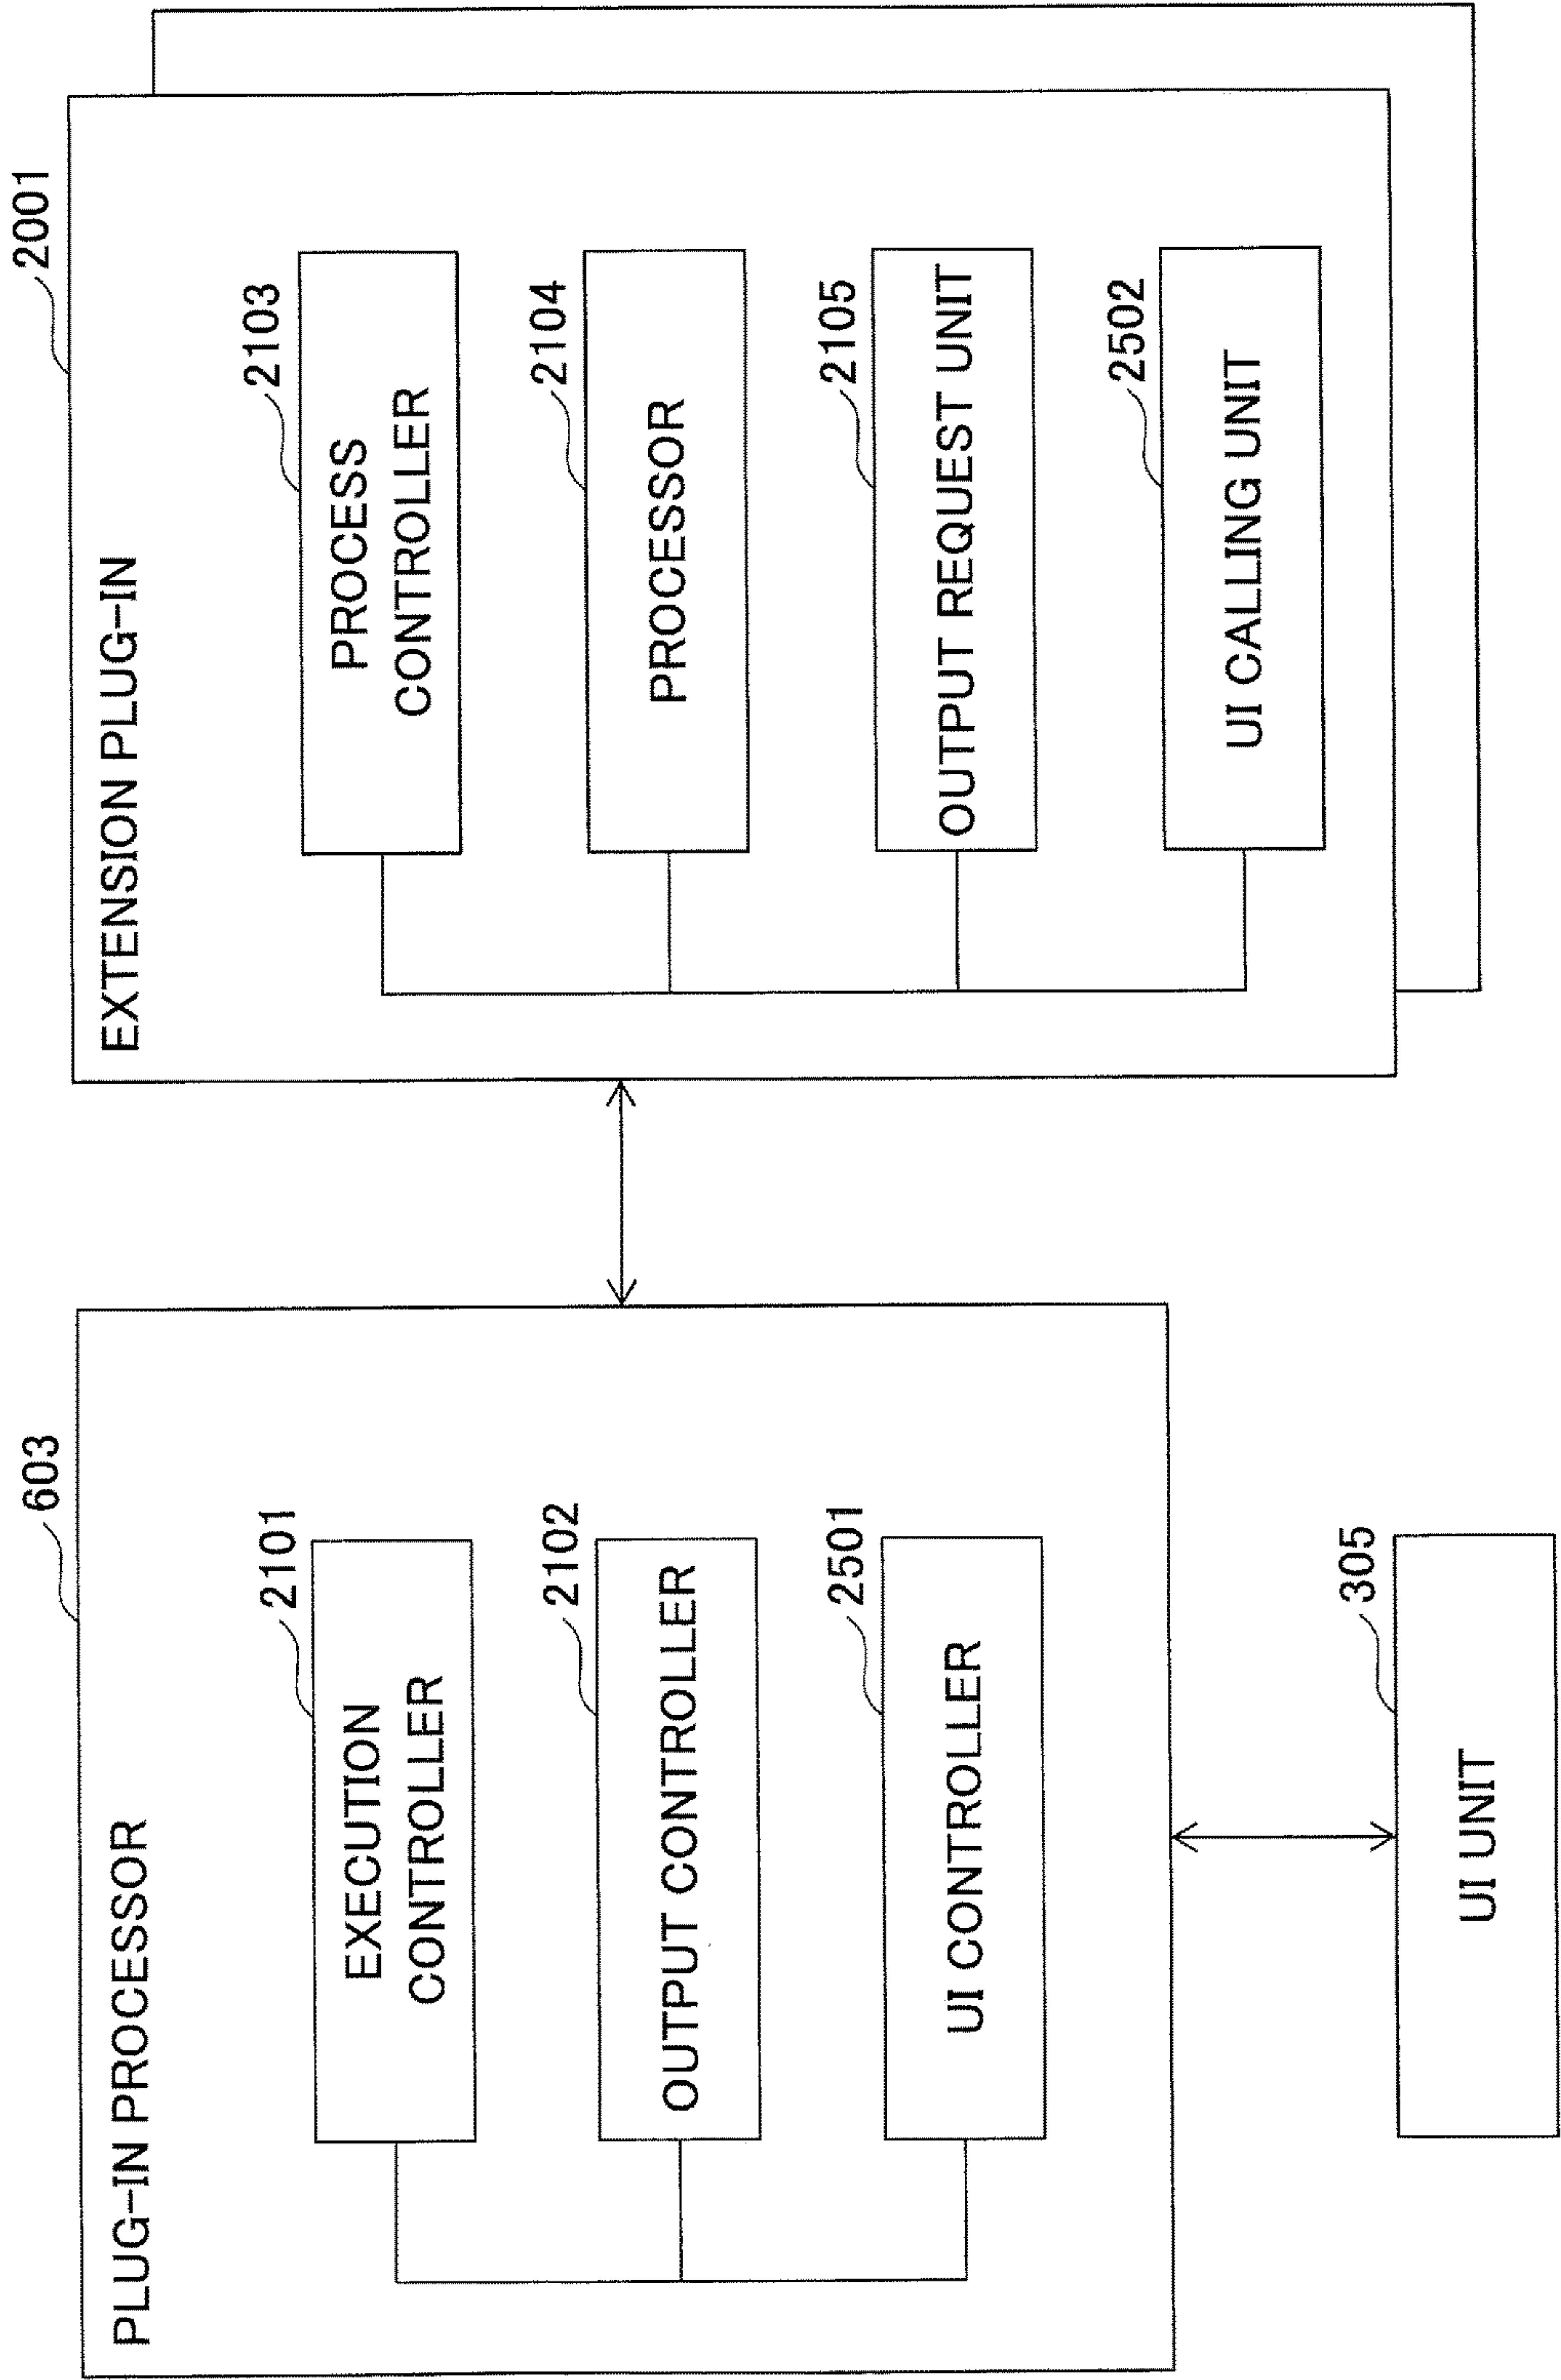 PLUG-IN PROCESSOR
603
EXECUTION
CONTROLLER
2101
OUTPUT CONTROLLER
2102
UI CONTROLLER
2501
UI UNIT
305
EXTENSION PLUG-IN
2001
PROCESS
CONTROLLER
2103
PROCESSOR
2104
OUTPUT REQUEST UNIT
2105
UI CALLING UNIT
2502